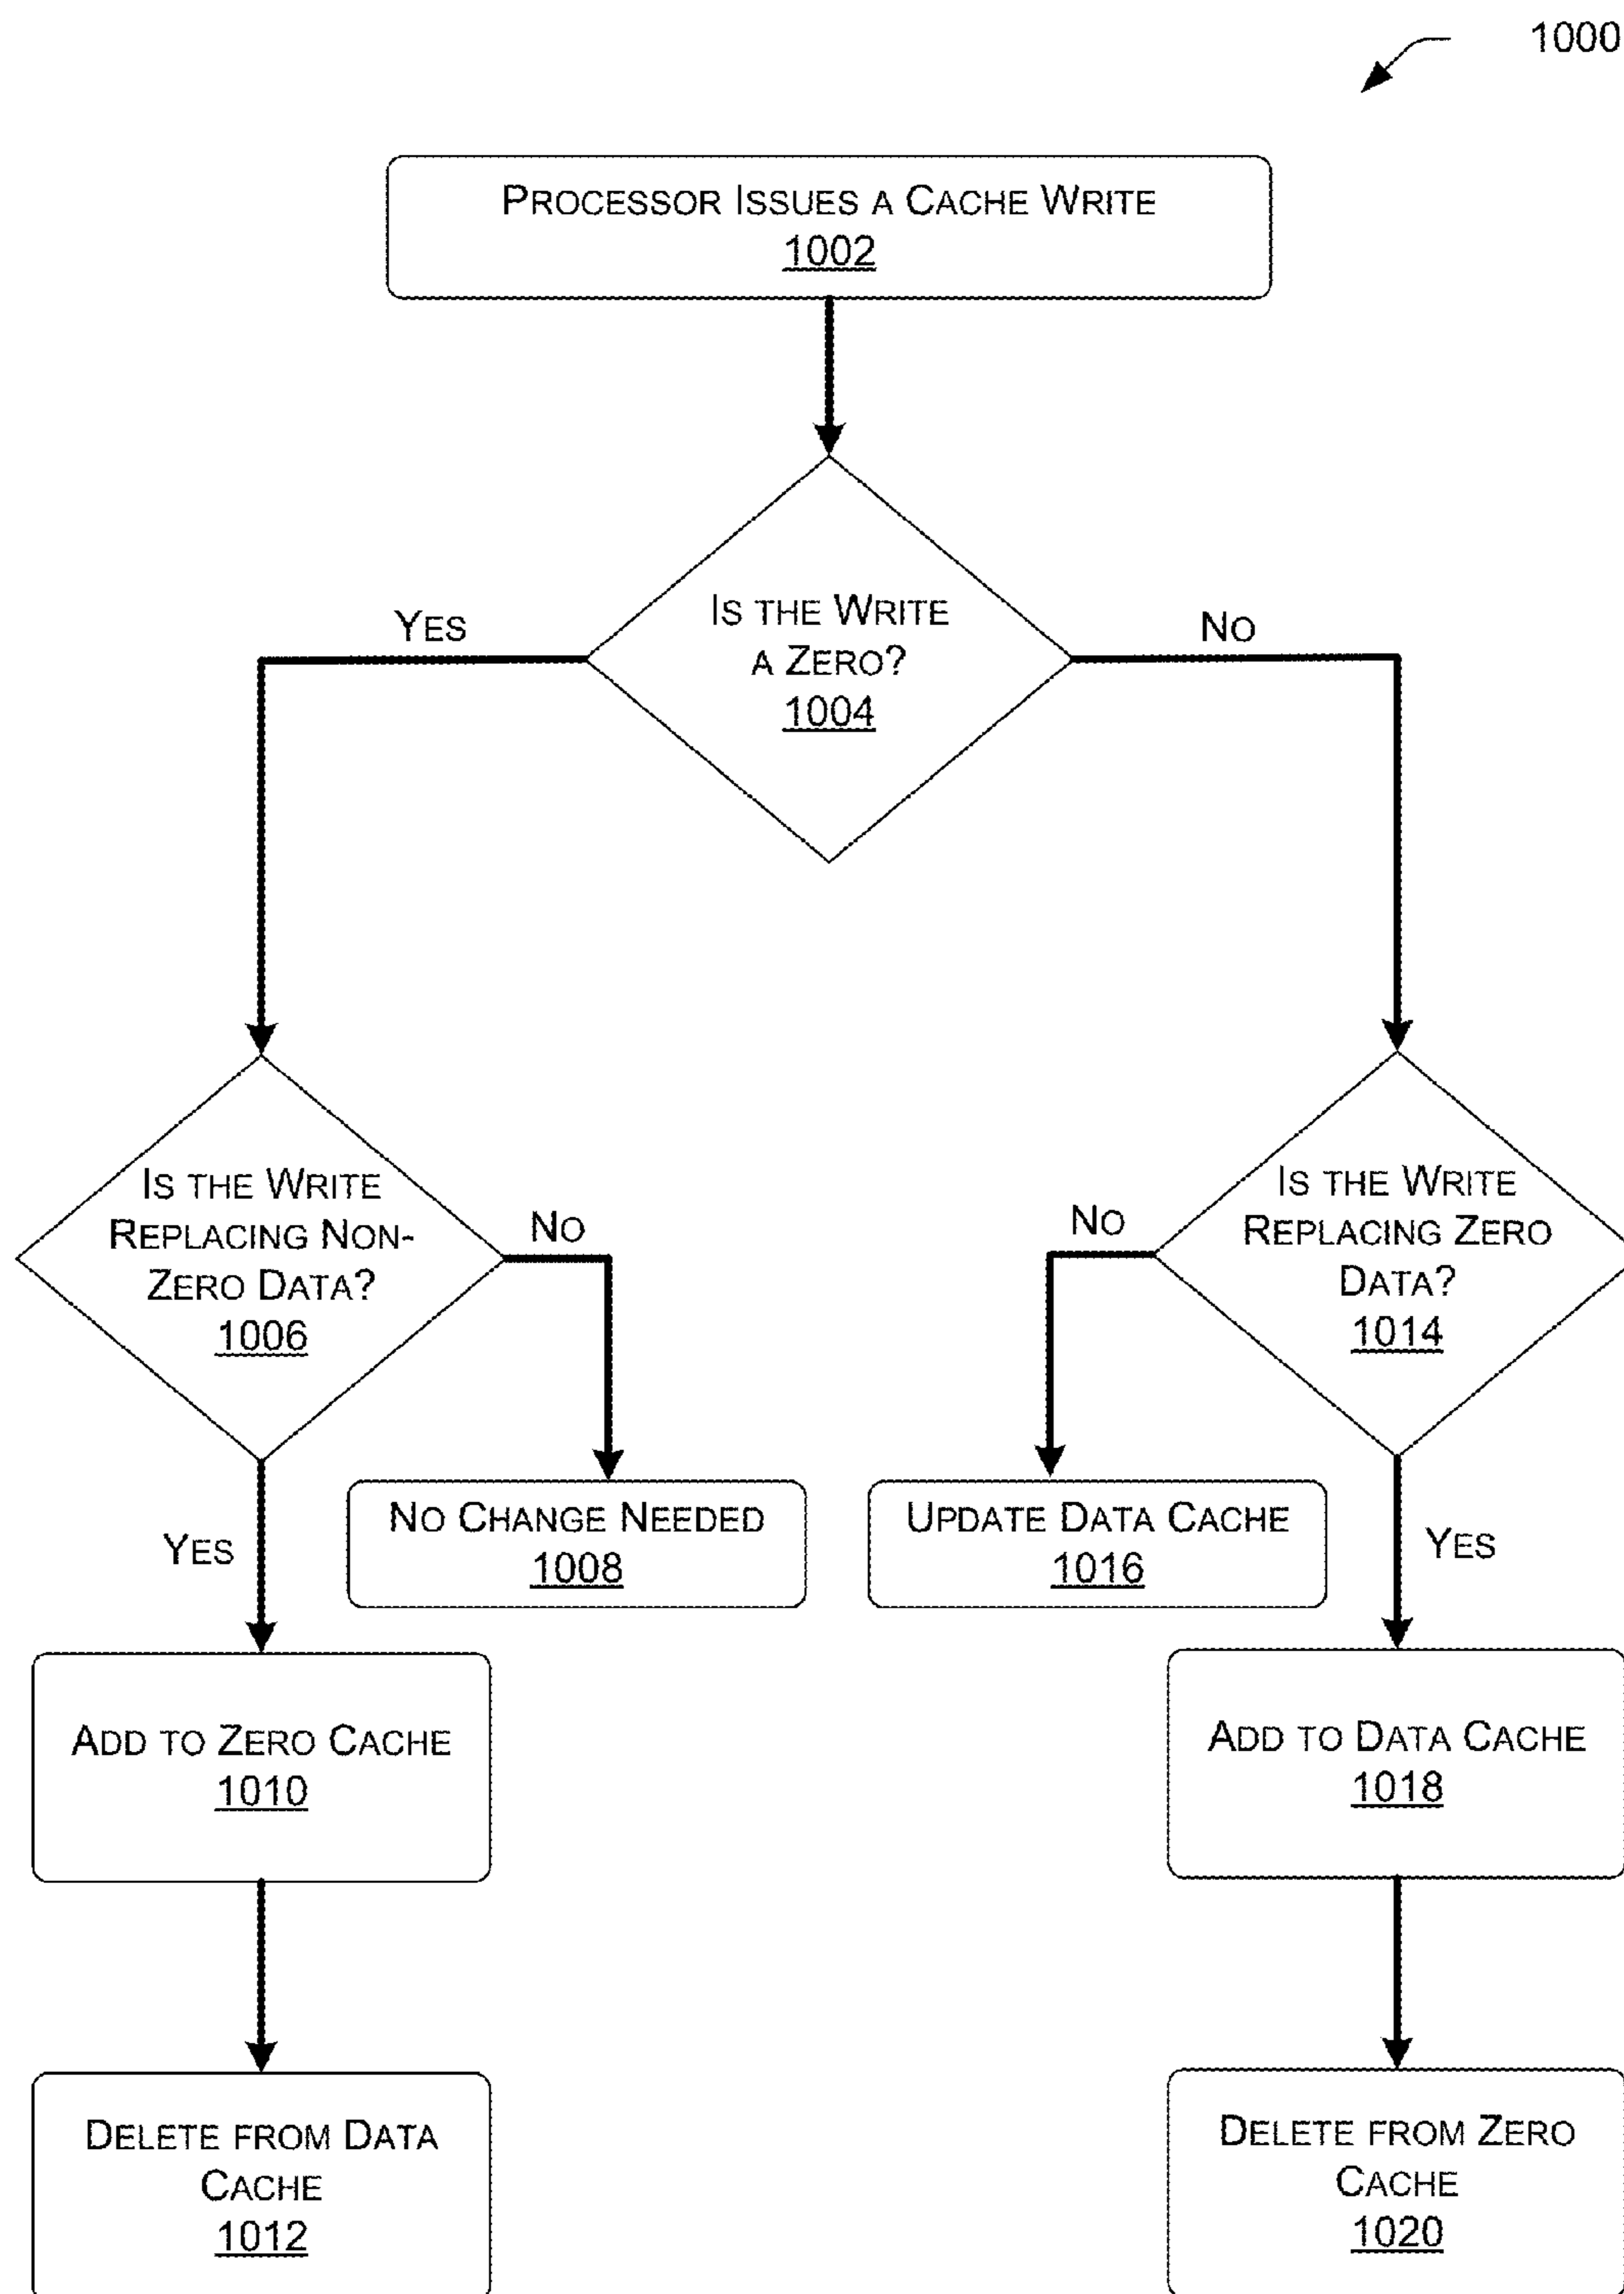 1000
Processor Issues a Cache Write
1002
Is the Write
a Zero?
1004
Yes
No
Is the Write
Replacing Non-
Zero Data?
1006
No
Is the Write
Replacing Zero
Data?
1014
No
Yes
No Change Needed
1008
Update Data Cache
1016
Yes
Add to Zero Cache
1010
Add to Data Cache
1018
Delete from Data
Cache
1012
Delete from Zero
Cache
1020